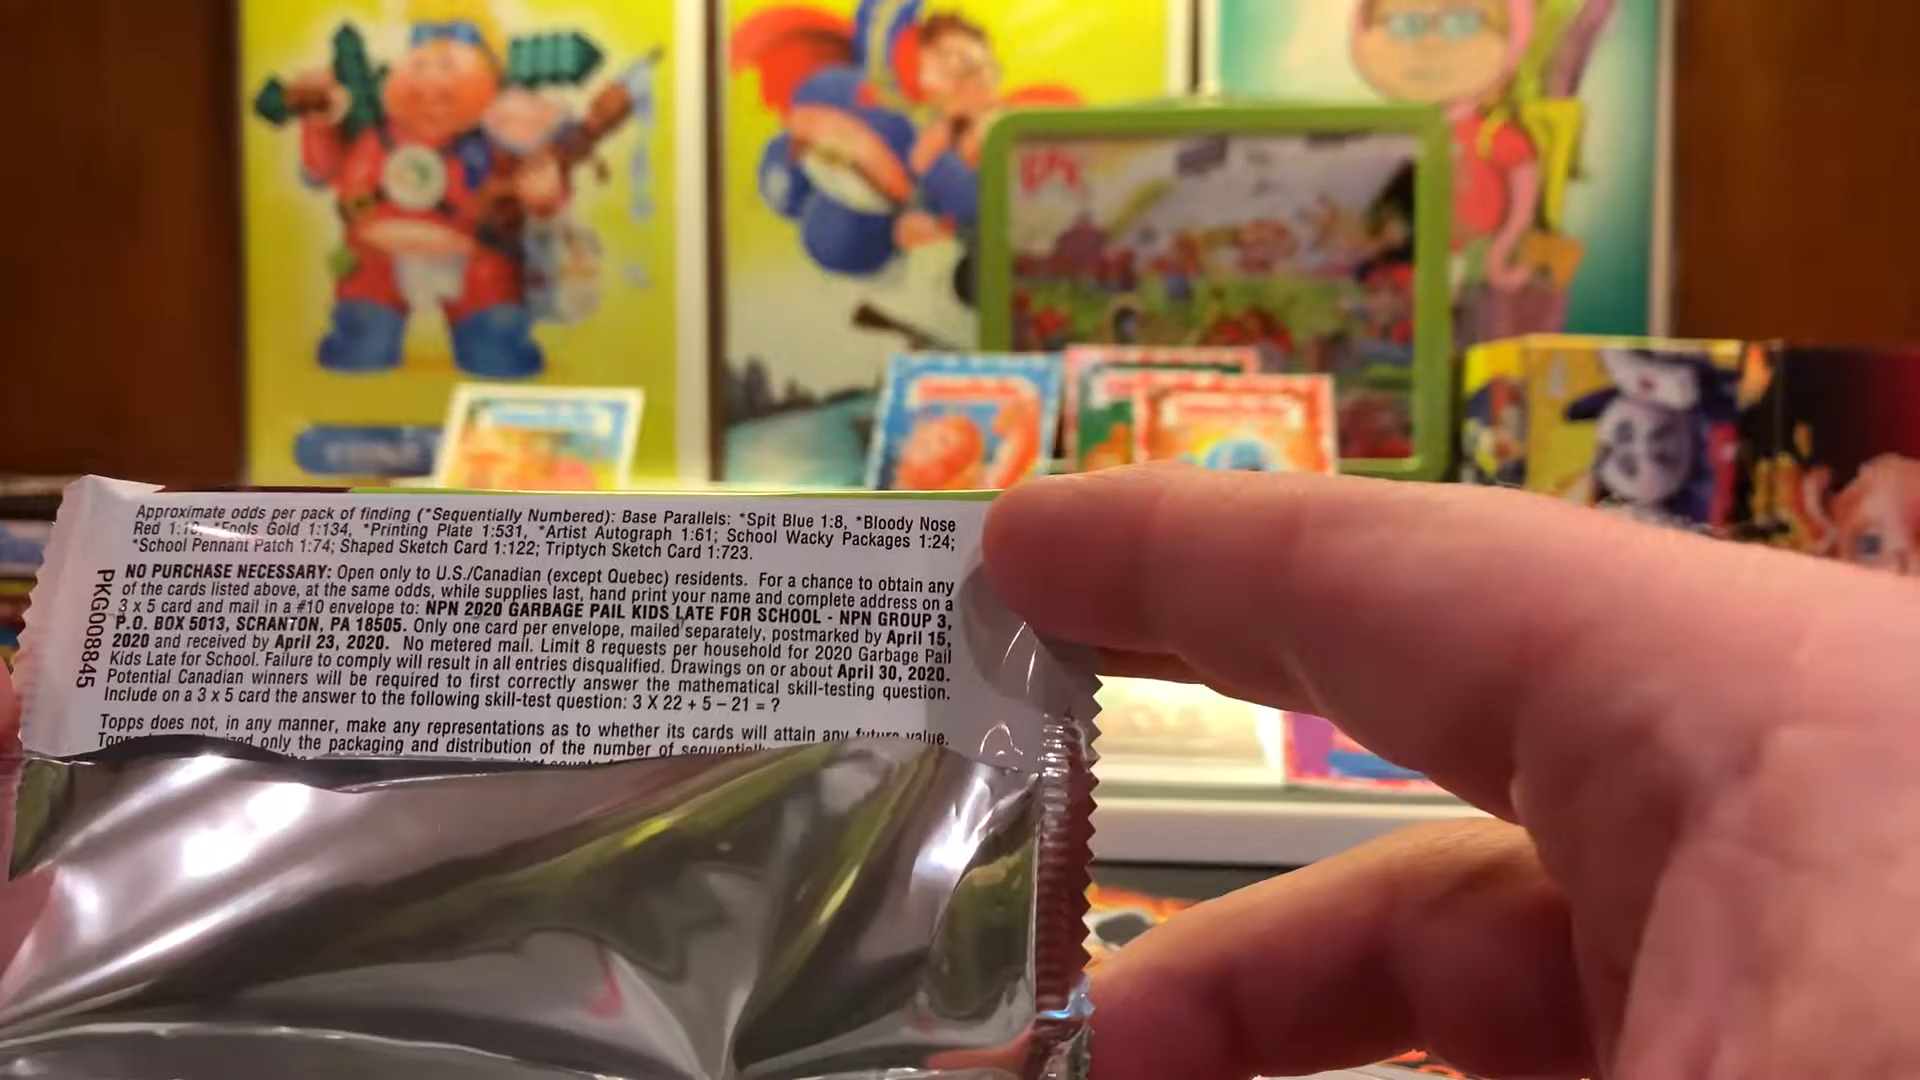 Approximate odds per pack of finding (*Sequentially Numbered): Base Parallels: *Spit Blue 1:8, *Bloody Nose
Red *Fools Gold 1:134, *Printing Plate 1:531, *Artist Autograph 1:61; School Wacky Packages 1:24;
*School Pennant Patch 1:74; Shaped Sketch Card 1:122; Triptych Sketch Card 1:723.
NO PURCHASE NECESSARY: Open only to U.S./Canadian (except Quebec) residents. For a chance to obtain any
of the cards listed above, at the same odds, while supplies last, hand print your name and complete address on a
3 x 5 card and mail in a #10 envelope to: NPN 2020 GARBAGE PAIL KIDS LATE FOR SCHOOL - NPN GROUP 3,
P.O. BOX 5013, SCRANTON, PA 18505. Only one card per envelope, mailed separately, postmarked by April 15,
2020 and received by April 23, 2020. No metered mail. Limit 8 requests per household for 2020 Garbage Pail
Kids Late for School. Failure to comply will result in all entries disqualified. Drawings on or about April 30, 2020.
Potential Canadian winners will be required to first correctly answer the mathematical skill-testing question.
Include on a 3 x 5 card the answer to the following skill-test question: 3 X 22 + 5 – 21 = ?
Topps does not, in any manner, make any representations as to whether its cards will attain any future value.
only the packaging and distribution of the number of
PKG008845